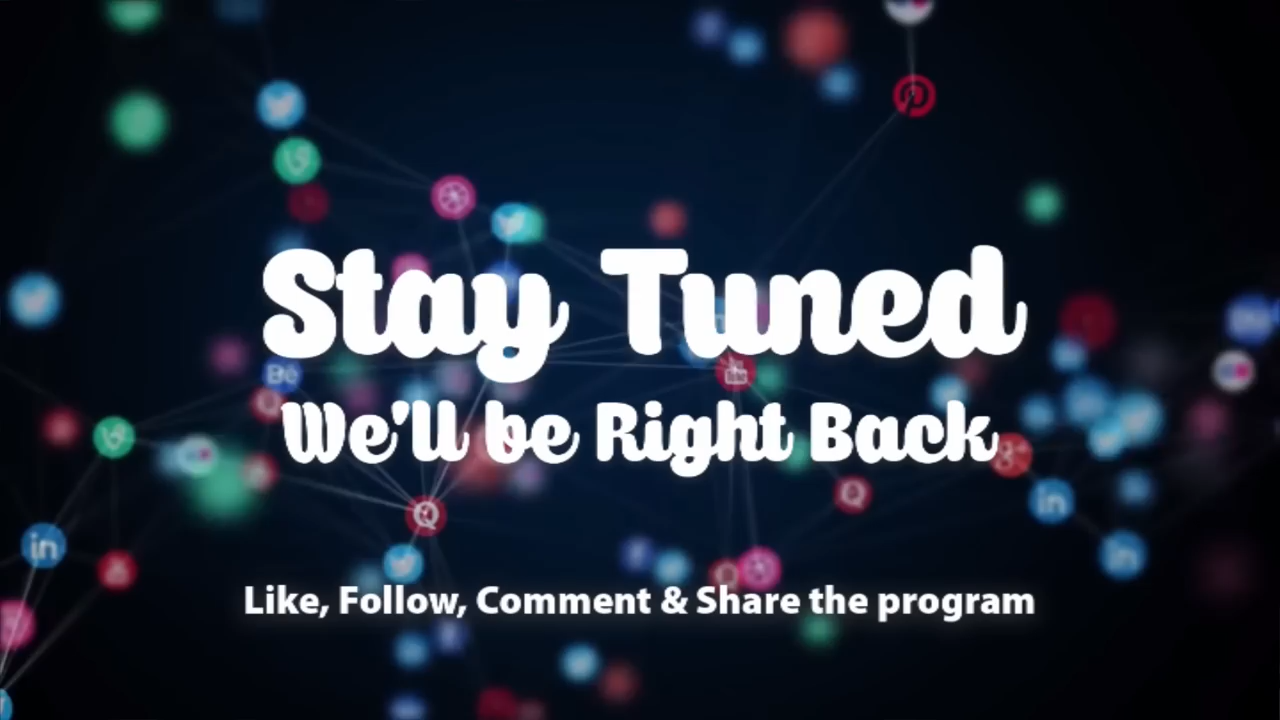 Stay Tuned
We'll be Right Back
Like, Follow, Comment & Share the program